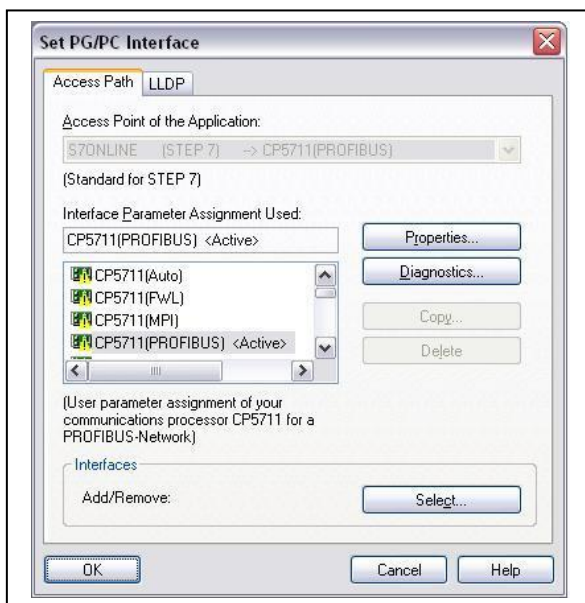 Set PG/PC Interface
Access Path
LLDP
Access Point of the Application:
S7ONLINE (STEP 7) --> CP5711(PROFIBUS)
(Standard for STEP 7)
Interface Parameter Assignment Used:
CP5711(PROFIBUS) <Active>
Properties...
CP5711(Auto)
CP5711(FWL)
CP5711(MPI)
CP5711(PROFIBUS) <Active>
Diagnostics...
Copy...
Delete
(User parameter assignment of your
communications processor CP5711 for a
PROFIBUS-Network)
Interfaces
Add/Remove:
Select...
OK
Cancel
Help